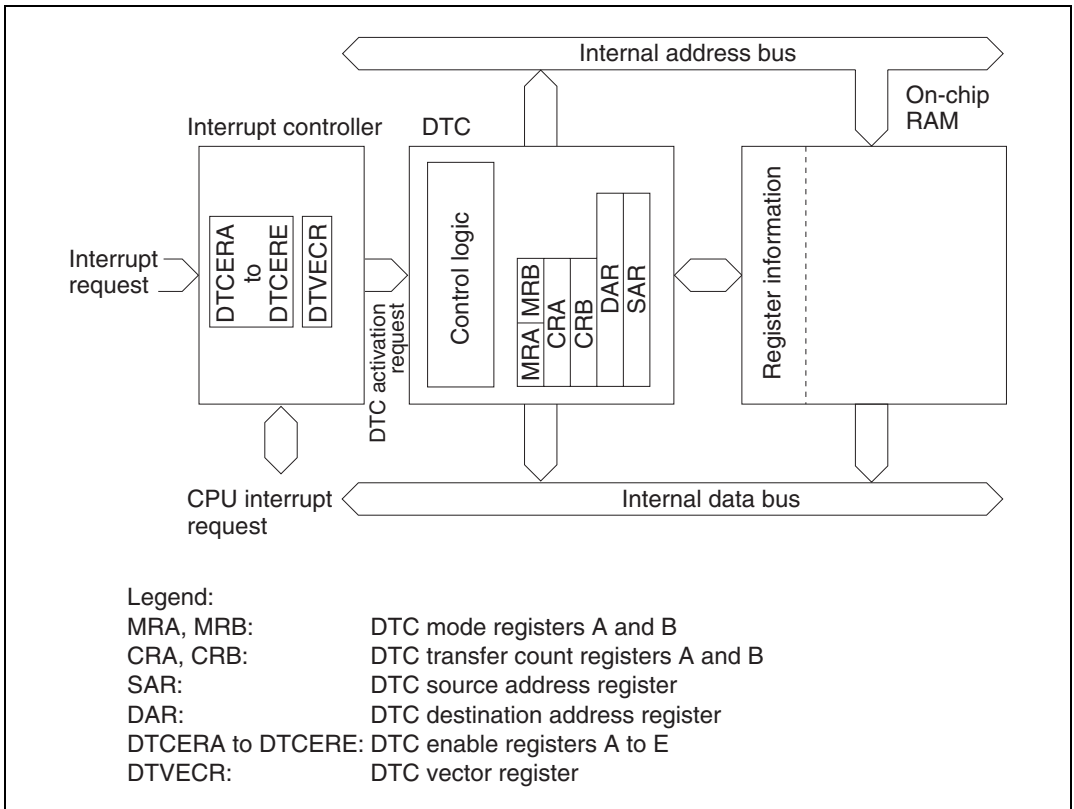 Internal address bus
On-chip
RAM
Interrupt controller
DTC
Interrupt
request
DTCERA
to
DTCERE
DTVECR
DTC activation
request
Control logic
MRA
MRB
CRA
CRB
DAR
SAR
Register information
CPU interrupt
request
Internal data bus
Legend:
MRA, MRB: DTC mode registers A and B
CRA, CRB: DTC transfer count registers A and B
SAR: DTC source address register
DAR: DTC destination address register
DTCERA to DTCERE: DTC enable registers A to E
DTVECR: DTC vector register